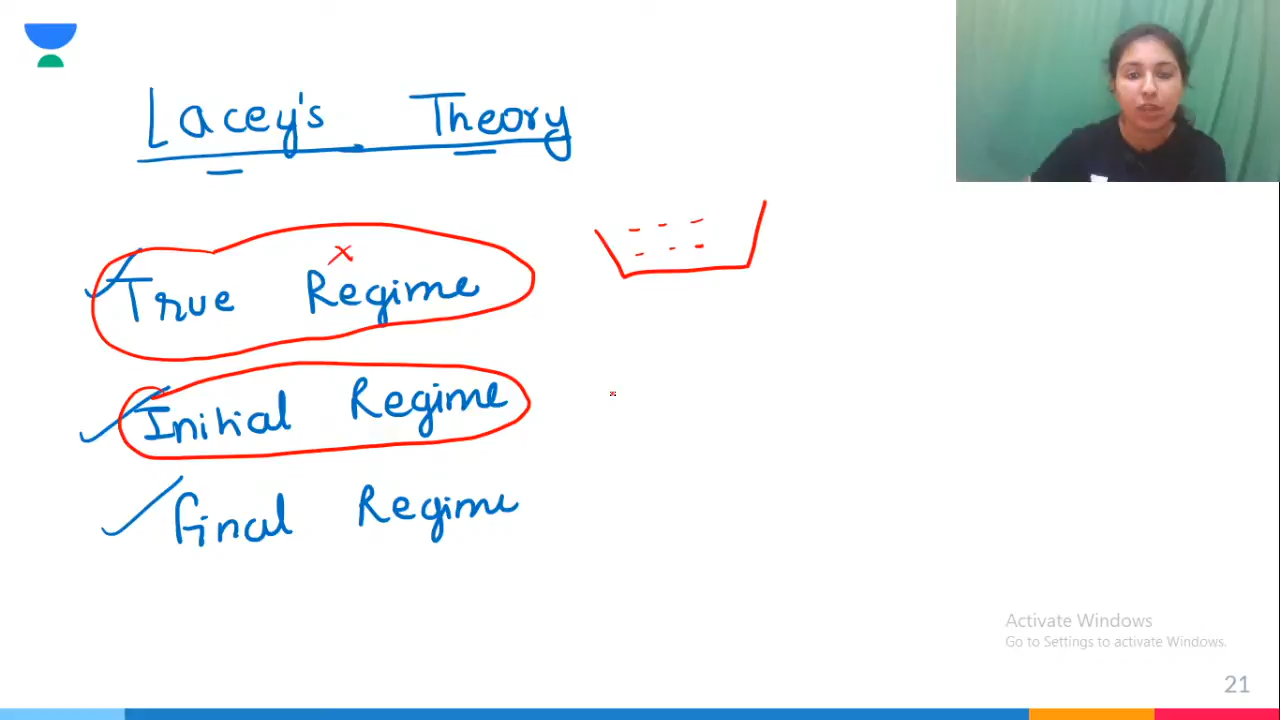 Lacey's Theory
True Regime
Initial Regime
Final Regime
Activate Windows
Go to Settings to activate Windows.
21